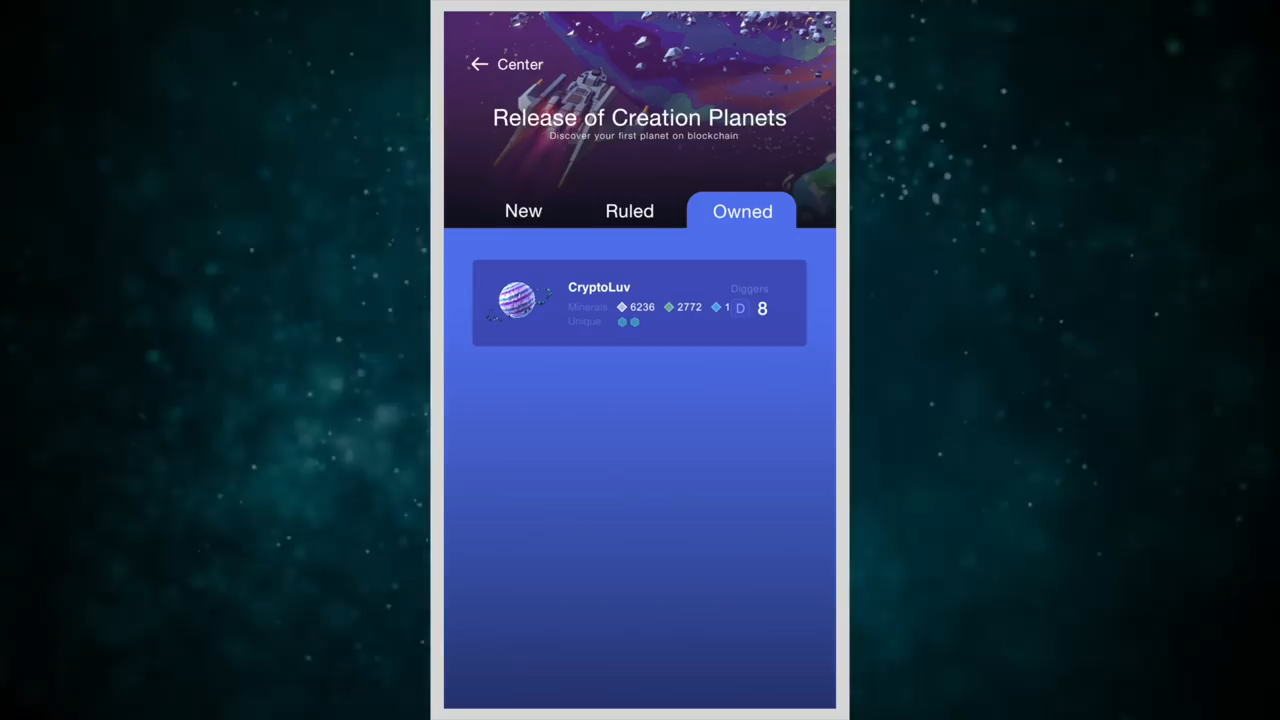 ← Center
Release of Creation Planets
Discover your first planet on blockchain
New Ruled Owned
CryptoLuv
Diggers
Minerals 6236 2772 1
D 8
Unique